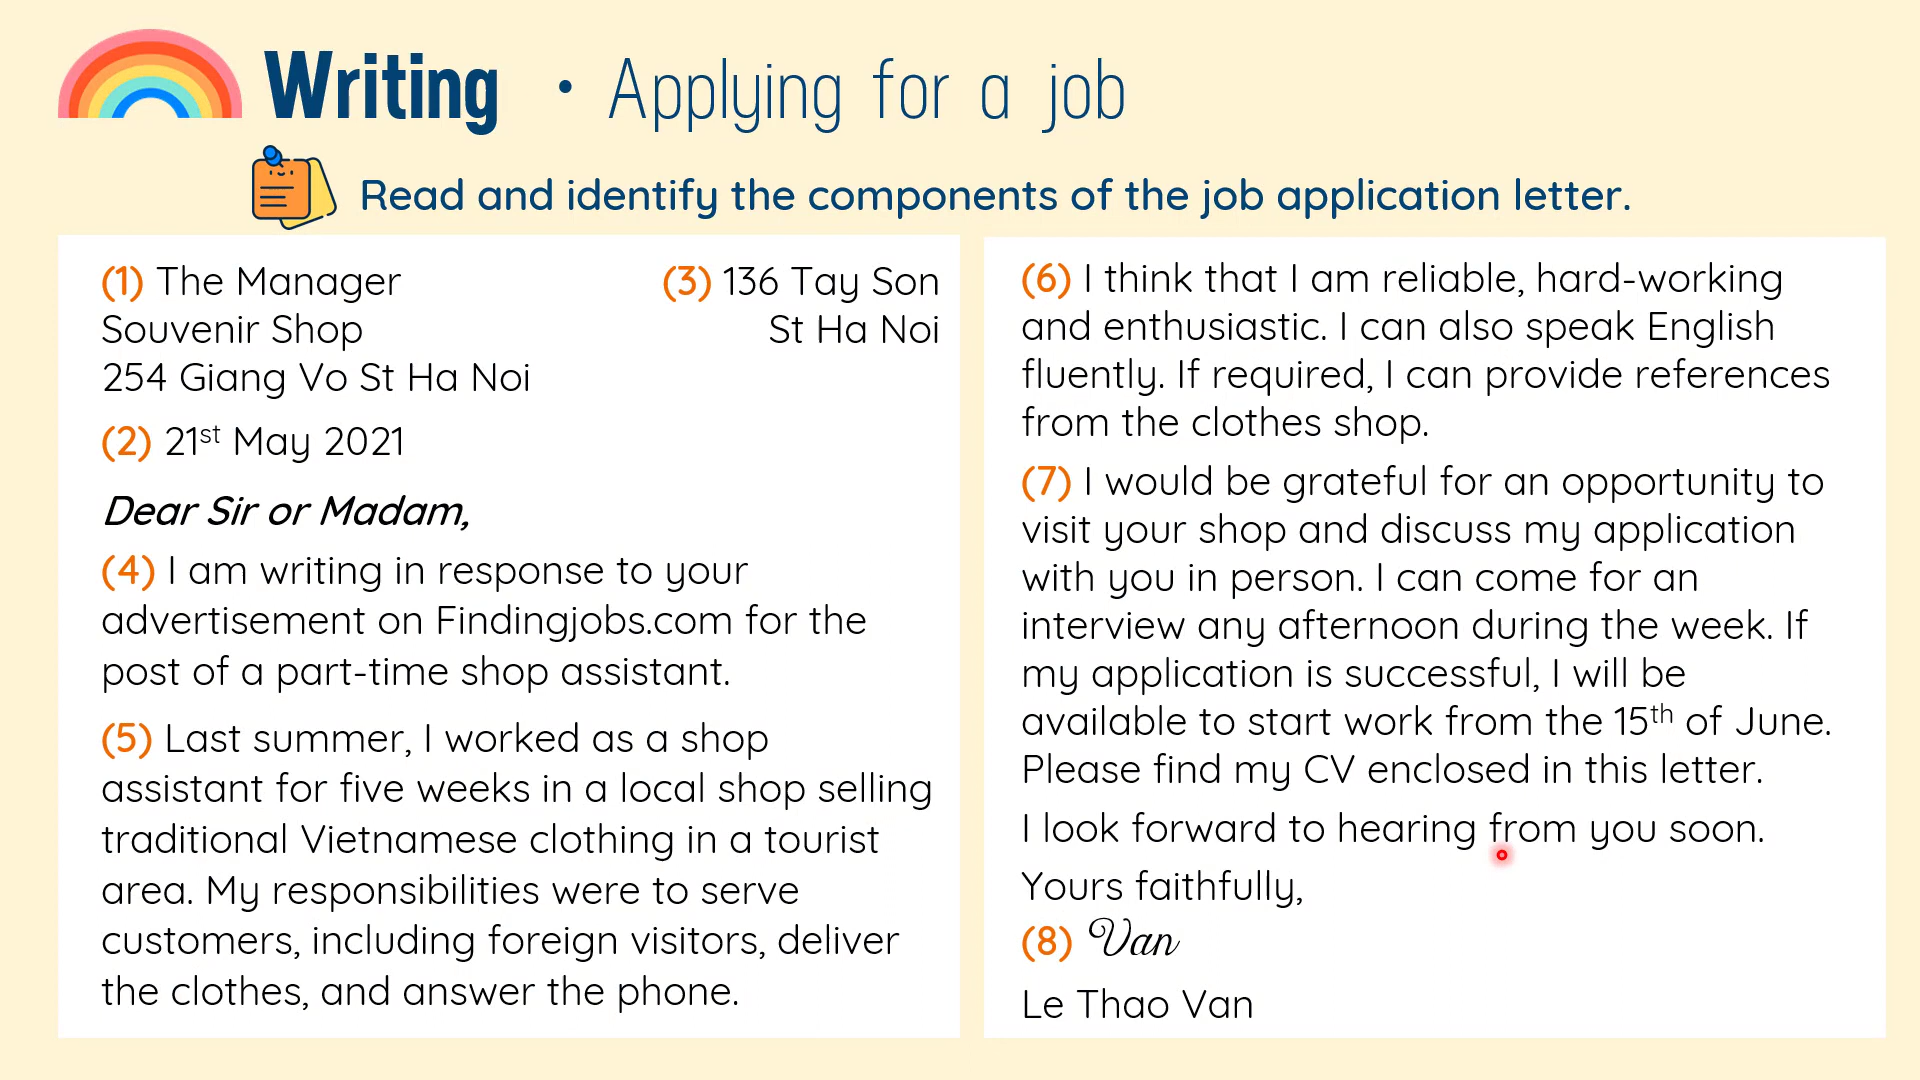 Writing • Applying for a job
Read and identify the components of the job application letter.
(1) The Manager
Souvenir Shop
254 Giang Vo St Ha Noi
(3) 136 Tay Son
St Ha Noi
(2) 21st May 2021
Dear Sir or Madam,
(4) I am writing in response to your
advertisement on Findingjobs.com for the
post of a part-time shop assistant.
(5) Last summer, I worked as a shop
assistant for five weeks in a local shop selling
traditional Vietnamese clothing in a tourist
area. My responsibilities were to serve
customers, including foreign visitors, deliver
the clothes, and answer the phone.
(6) I think that I am reliable, hard-working
and enthusiastic. I can also speak English
fluently. If required, I can provide references
from the clothes shop.
(7) I would be grateful for an opportunity to
visit your shop and discuss my application
with you in person. I can come for an
interview any afternoon during the week. If
my application is successful, I will be
available to start work from the 15th of June.
Please find my CV enclosed in this letter.
I look forward to hearing from you soon.
Yours faithfully,
(8) Van
Le Thao Van